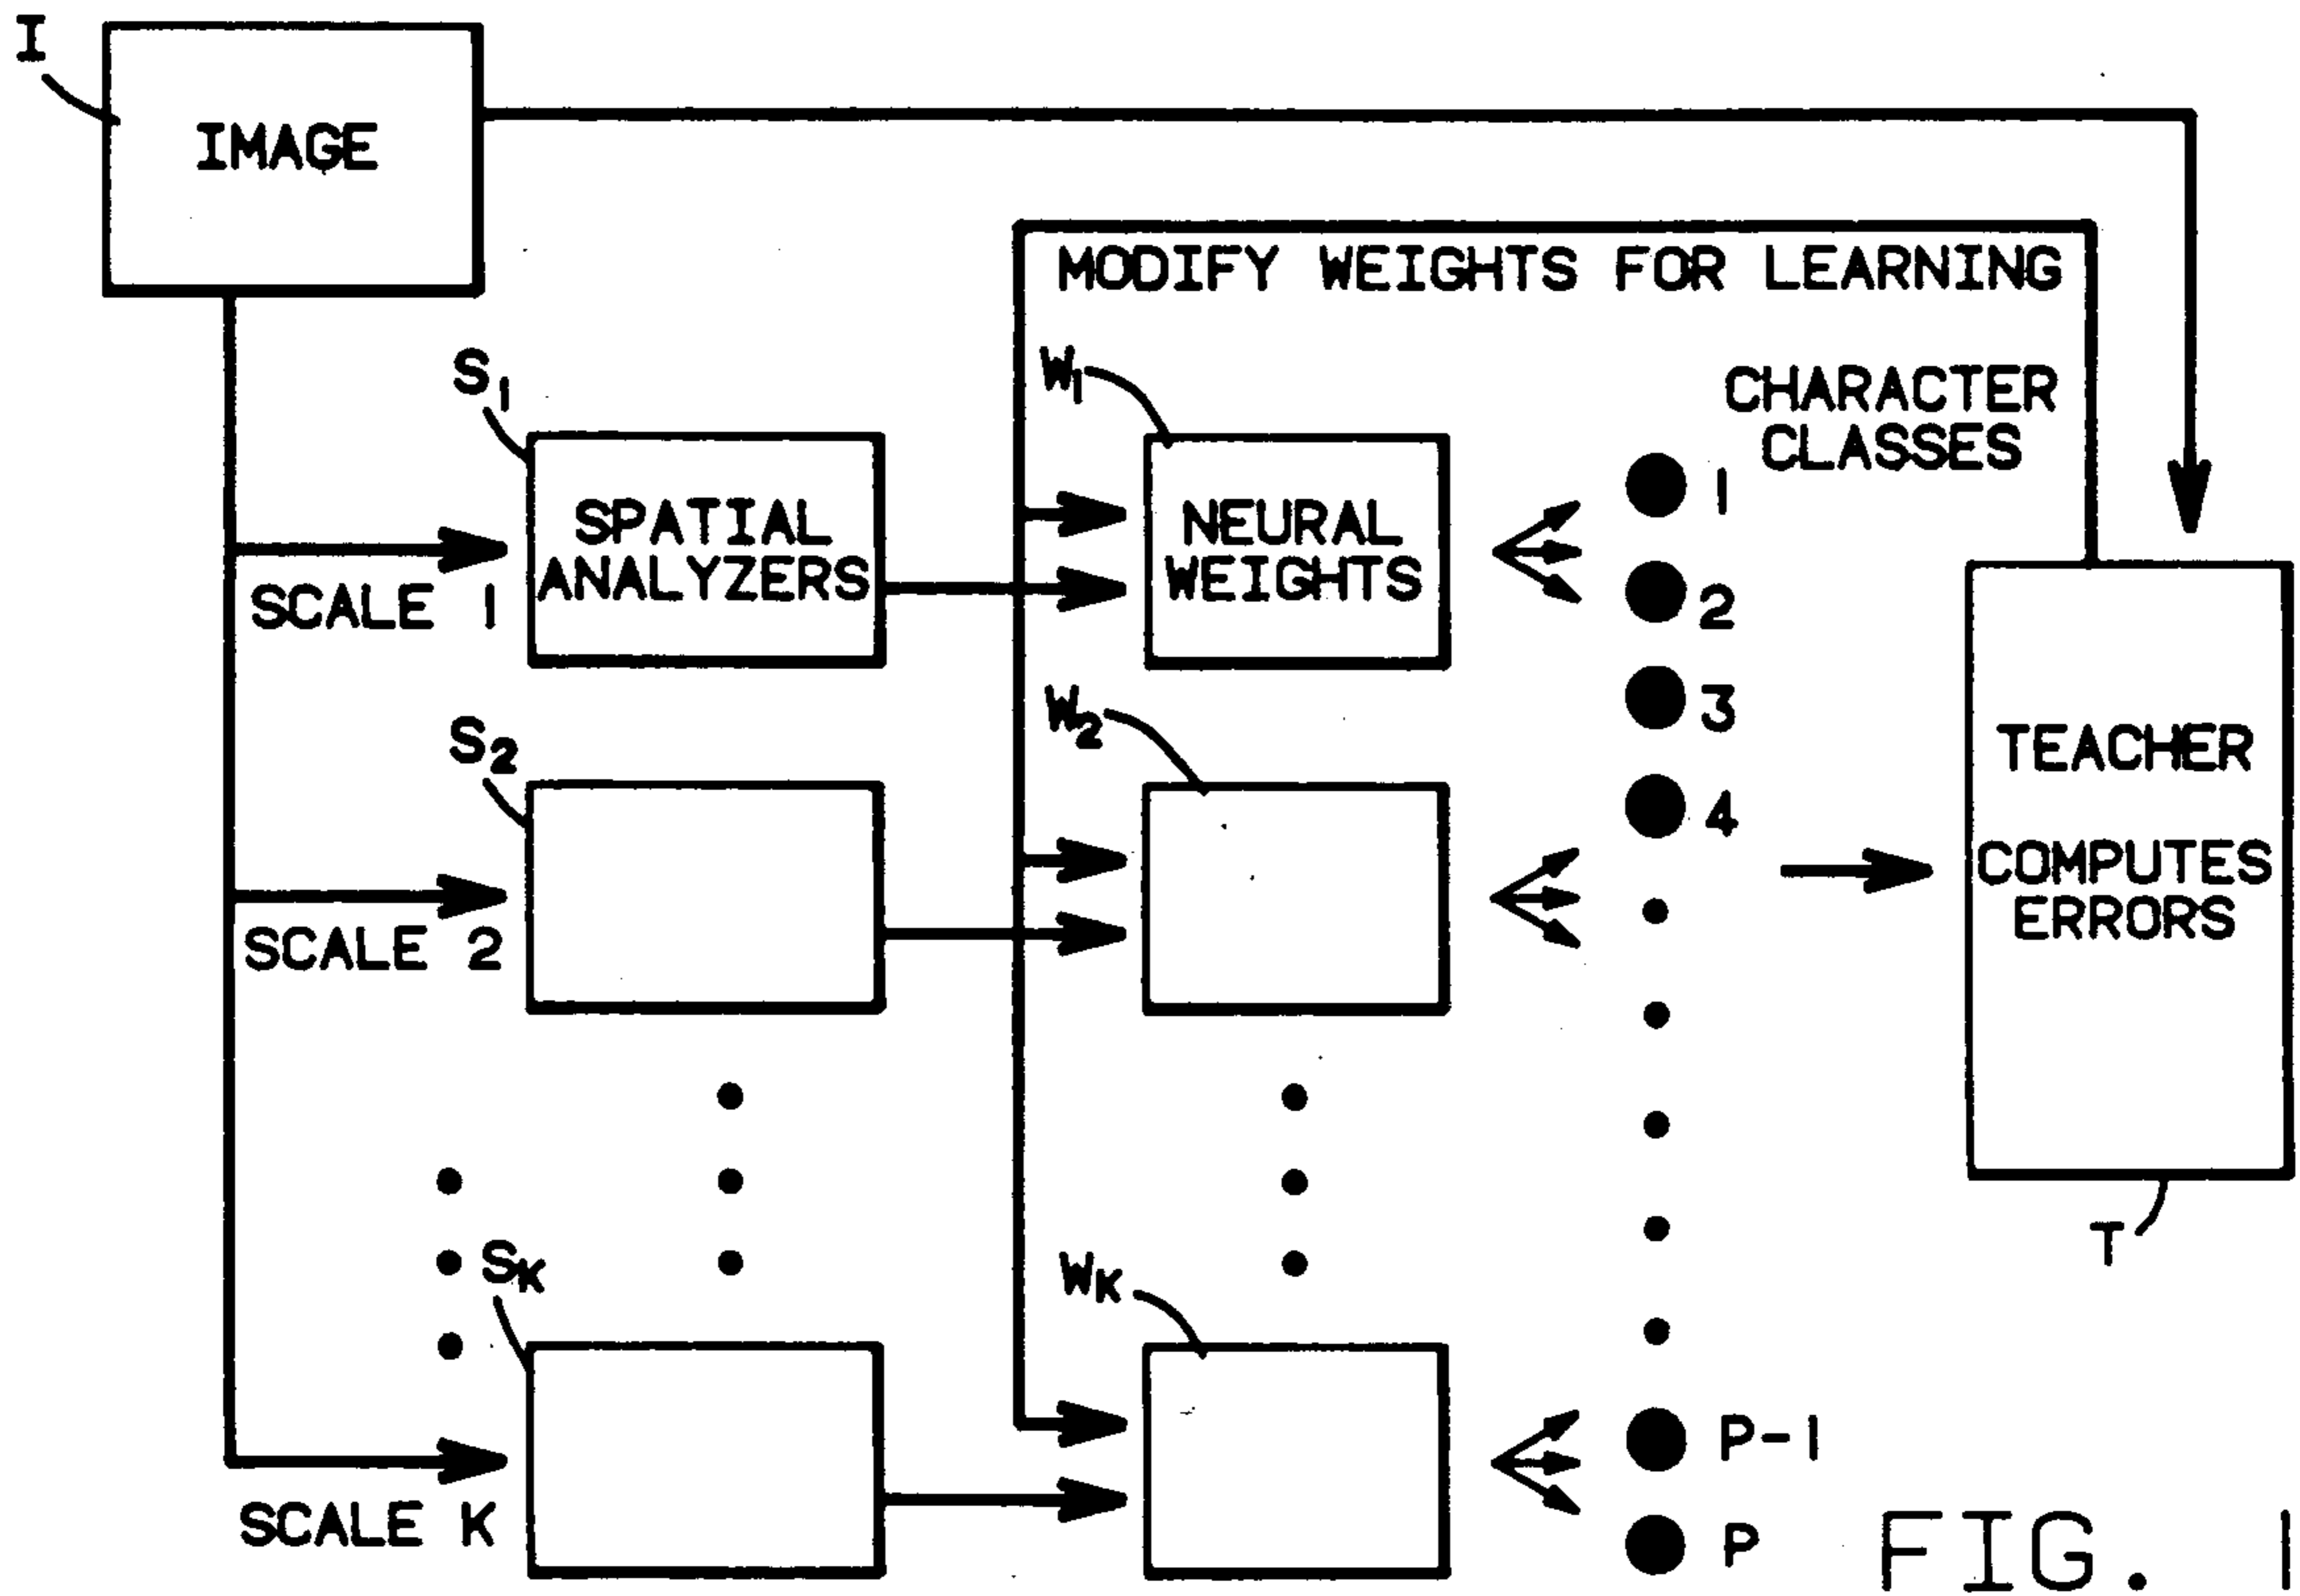 I
IMAGE
MODIFY WEIGHTS FOR LEARNING
S1
W1
CHARACTER
CLASSES
SPATIAL
ANALYZERS
NEURAL
WEIGHTS
1
SCALE 1
2
S2
W2
3
4
TEACHER
COMPUTES
ERRORS
SCALE 2
T
SK
WK
P-1
SCALE K
P
FIG. 1